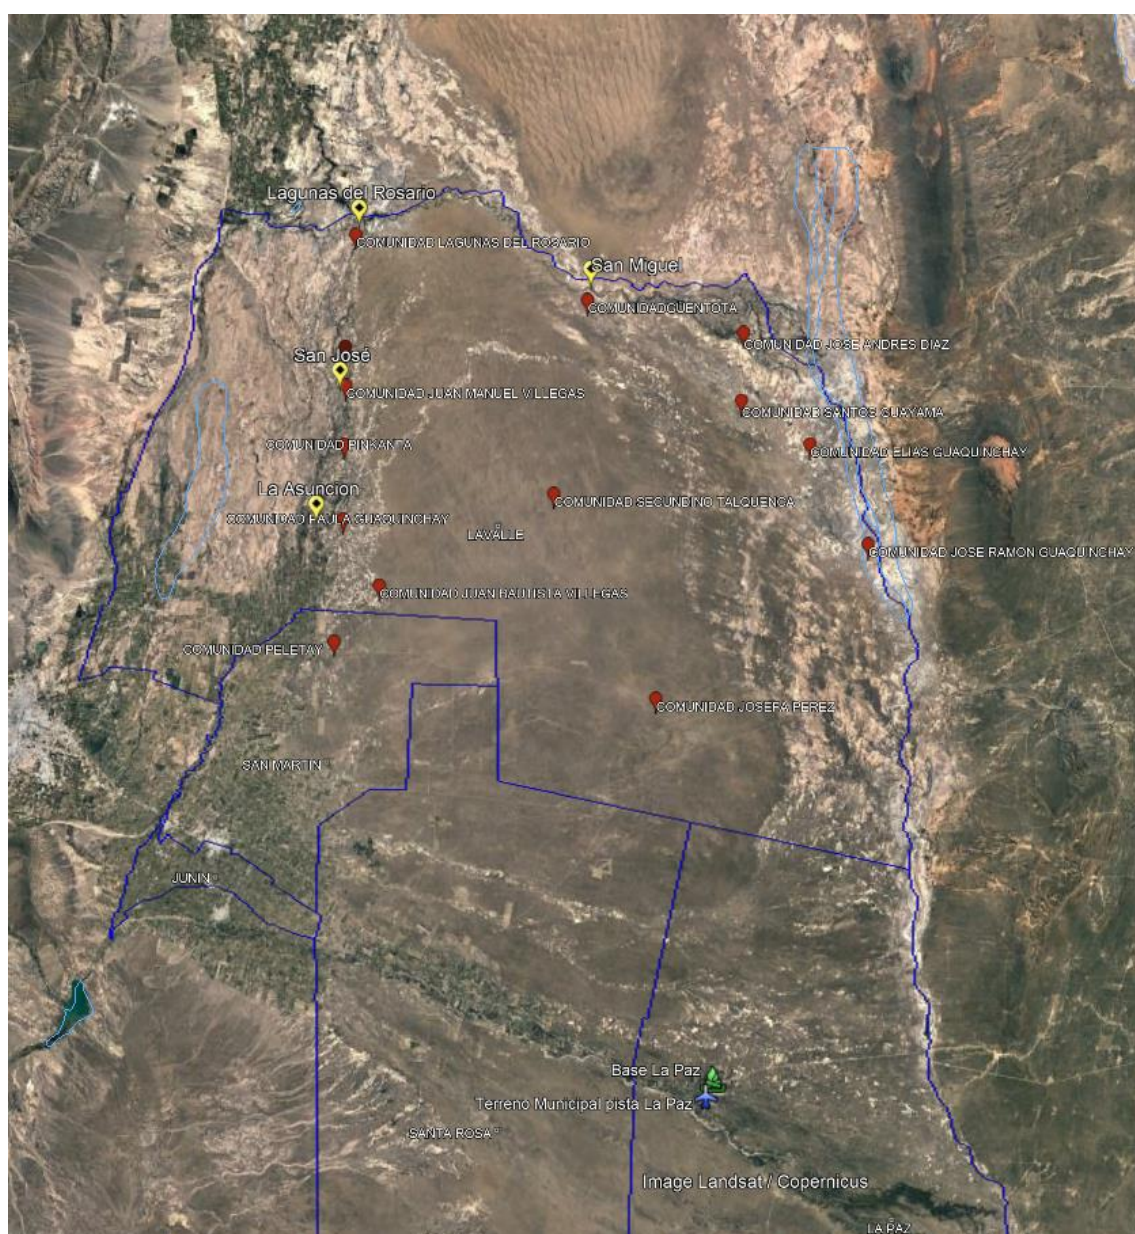 Lagunas del Rosario
COMUNIDAD LAGUNAS DEL ROSARIO
San Miguel
COMUNIDADGÜENTOTA
COMUNIDAD JOSE ANDRES DIAZ
San José
COMUNIDAD JUAN MANUEL VILLEGAS
COMUNIDAD SANTOS GUAYAMA
COMUNIDAD PINKANTA
COMUNIDAD ELIAS GUAQUINCHAY
La Asuncion
COMUNIDAD SECUNDINO TALQUENCA
COMUNIDAD PAULA GUAQUINCHAY
LAVALLE
COMUNIDAD JOSE RAMON GUAQUINCHAY
COMUNIDAD JUAN BAUTISTA VILLEGAS
COMUNIDAD PELETAY
COMUNIDAD JOSEFA PEREZ
SAN MARTIN
JUNIN
Base La Paz
Terreno Municipal pista La Paz
SANTA ROSA
Image Landsat / Copernicus
LA PAZ